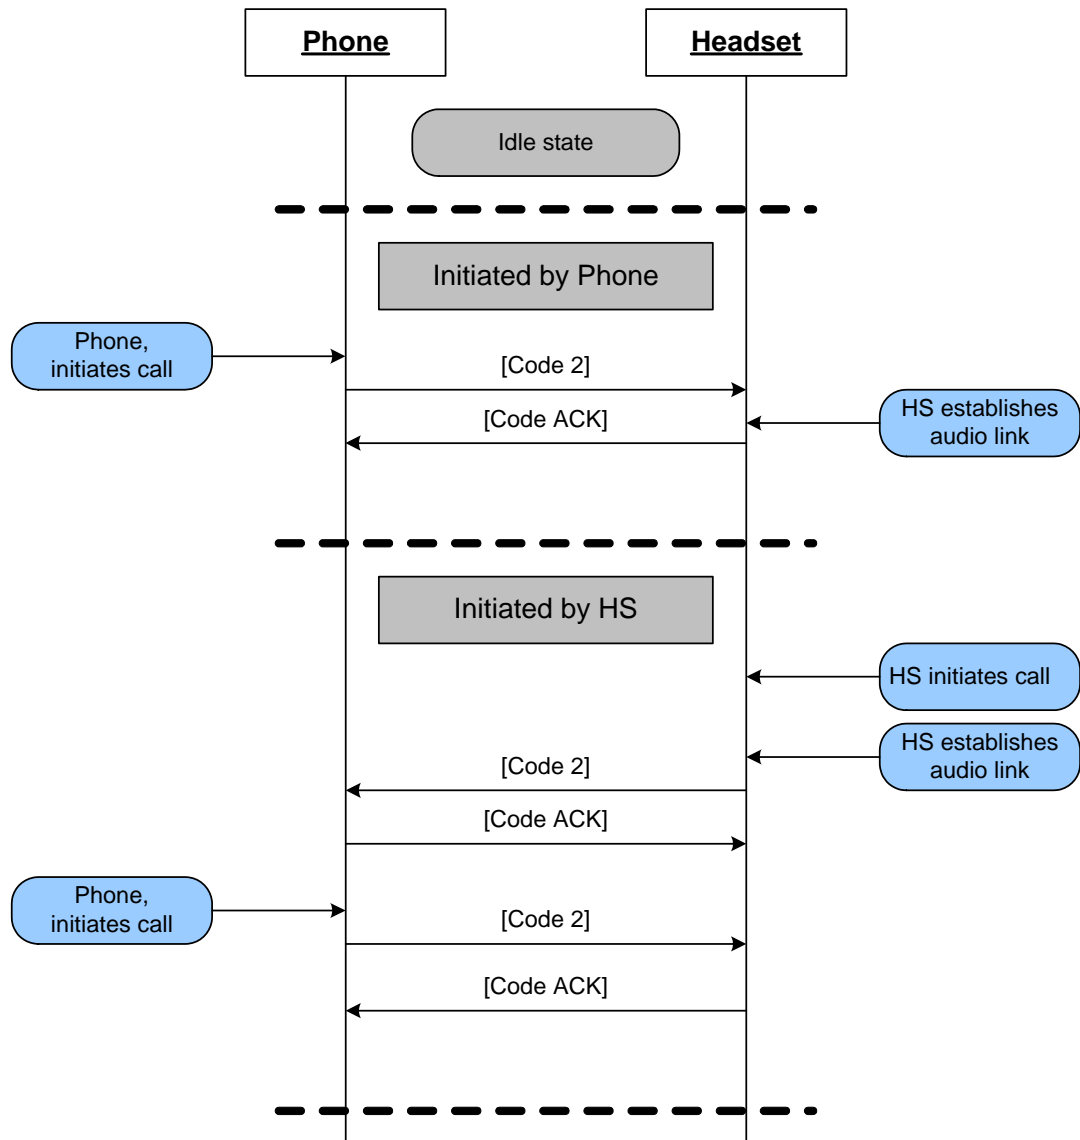 Phone
Headset
Idle state
Initiated by Phone
Phone,
initiates call
[Code 2]
HS establishes
audio link
[Code ACK]
Initiated by HS
HS initiates call
HS establishes
audio link
[Code 2]
[Code ACK]
Phone,
initiates call
[Code 2]
[Code ACK]